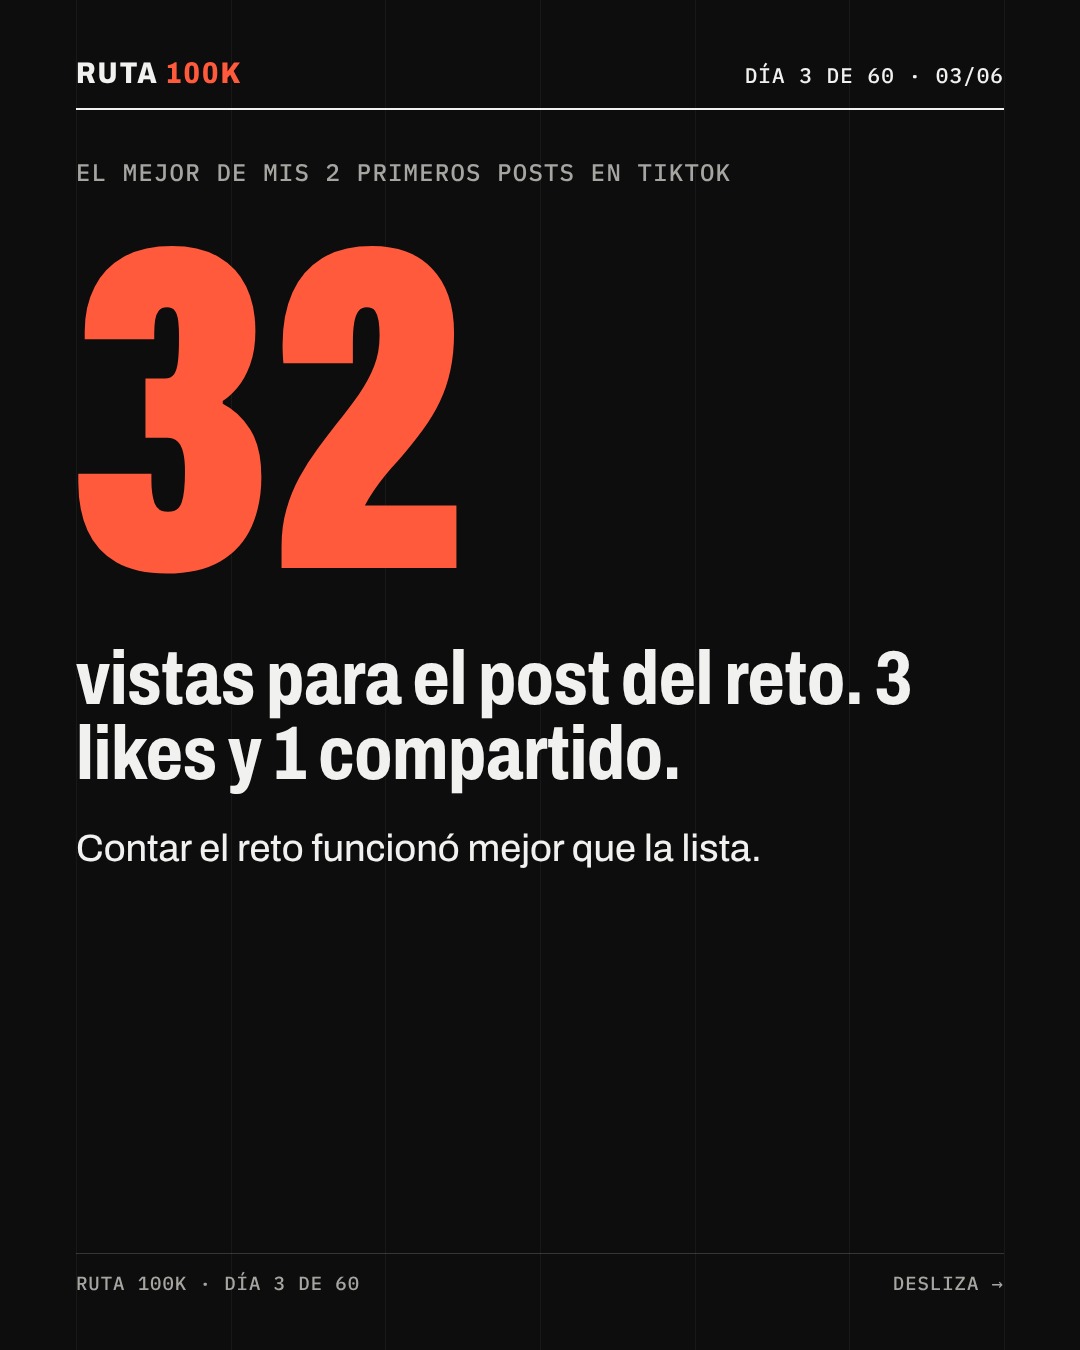 RUTA 100K
DÍA 3 DE 60 · 03/06
EL MEJOR DE MIS 2 PRIMEROS POSTS EN TIKTOK
32
vistas para el post del reto. 3
likes y 1 compartido.
Contar el reto funcionó mejor que la lista.
RUTA 100K · DÍA 3 DE 60
DESLIZA →